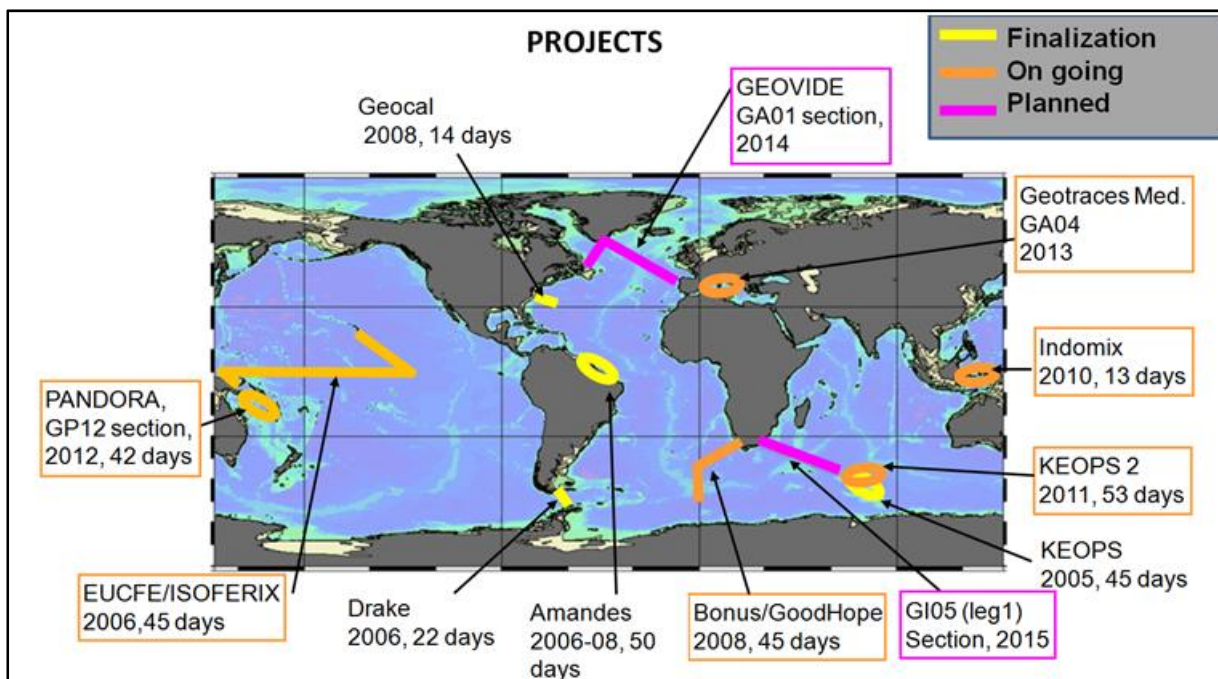 PROJECTS
Finalization
On going
Planned
Geocal
2008, 14 days
GEOVIDE
GA01 section,
2014
Geotraces Med.
GA04
2013
Indomix
2010, 13 days
PANDORA,
GP12 section,
2012, 42 days
KEOPS 2
2011, 53 days
KEOPS
2005, 45 days
EUCFE/ISOFERIX
2006,45 days
Drake
2006, 22 days
Amandes
2006-08, 50
days
Bonus/GoodHope
2008, 45 days
GI05 (leg1)
Section, 2015